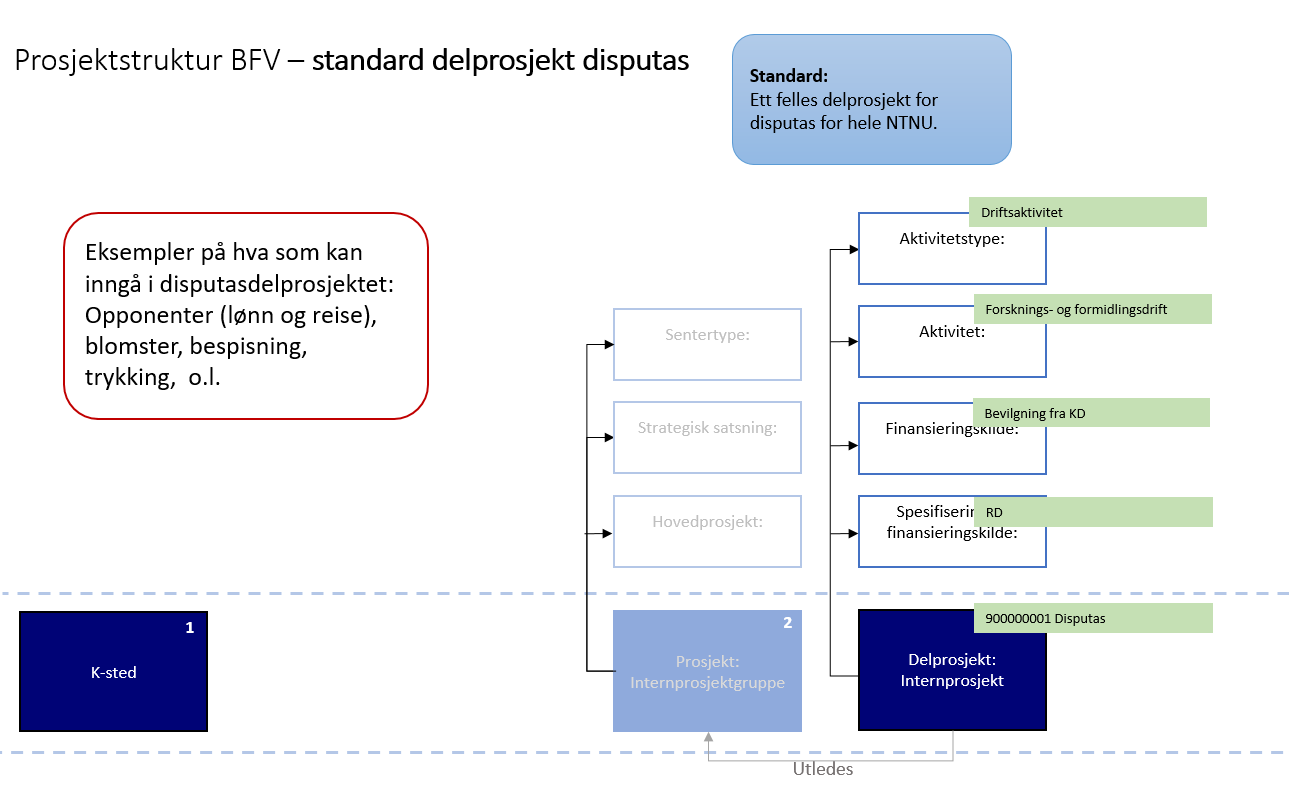 Prosjektstruktur BFV – standard delprosjekt disputas
Standard:
Ett felles delprosjekt for
disputas for hele NTNU.
Eksempler på hva som kan
inngå i disputasdelprosjektet:
Opponenter (lønn og reise),
blomster, bespisning,
trykking, o.l.
Driftsaktivitet
Aktivitetstype:
Forsknings- og formidlingsdrift
Aktivitet:
Sentertype:
Bevilgning fra KD
Finansieringskilde:
Strategisk satsning:
RD
finansieringskilde:
Hovedprosjekt:
1
K-sted
2
Prosjekt:
Internprosjektgruppe
900000001 Disputas
Delprosjekt:
Internprosjekt
Utledes